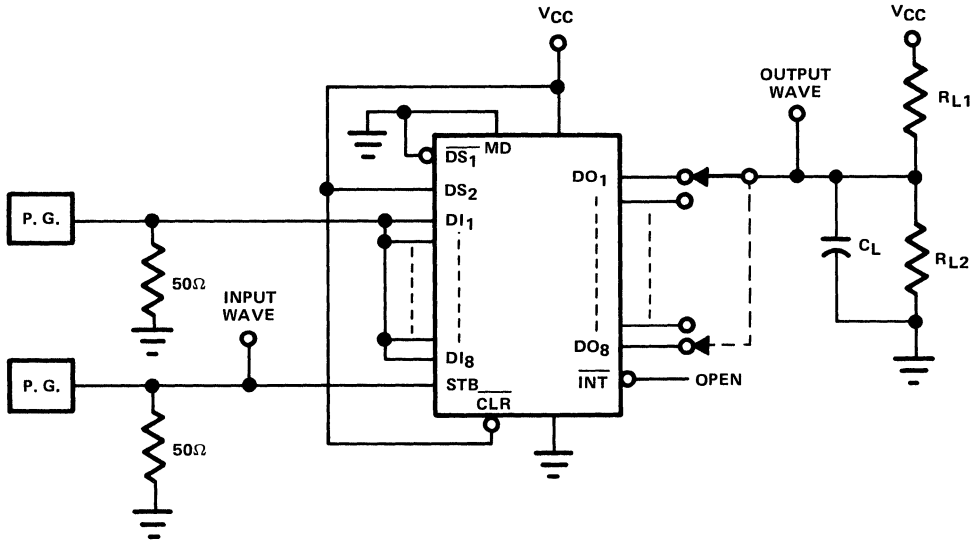 VCC
VCC
OUTPUT
WAVE
RL1
DS1
MD
DO1
P. G.
DS2
DI1
50Ω
INPUT
WAVE
CL
RL2
DO8
DI8
P. G.
STB
INT
OPEN
CLR
50Ω